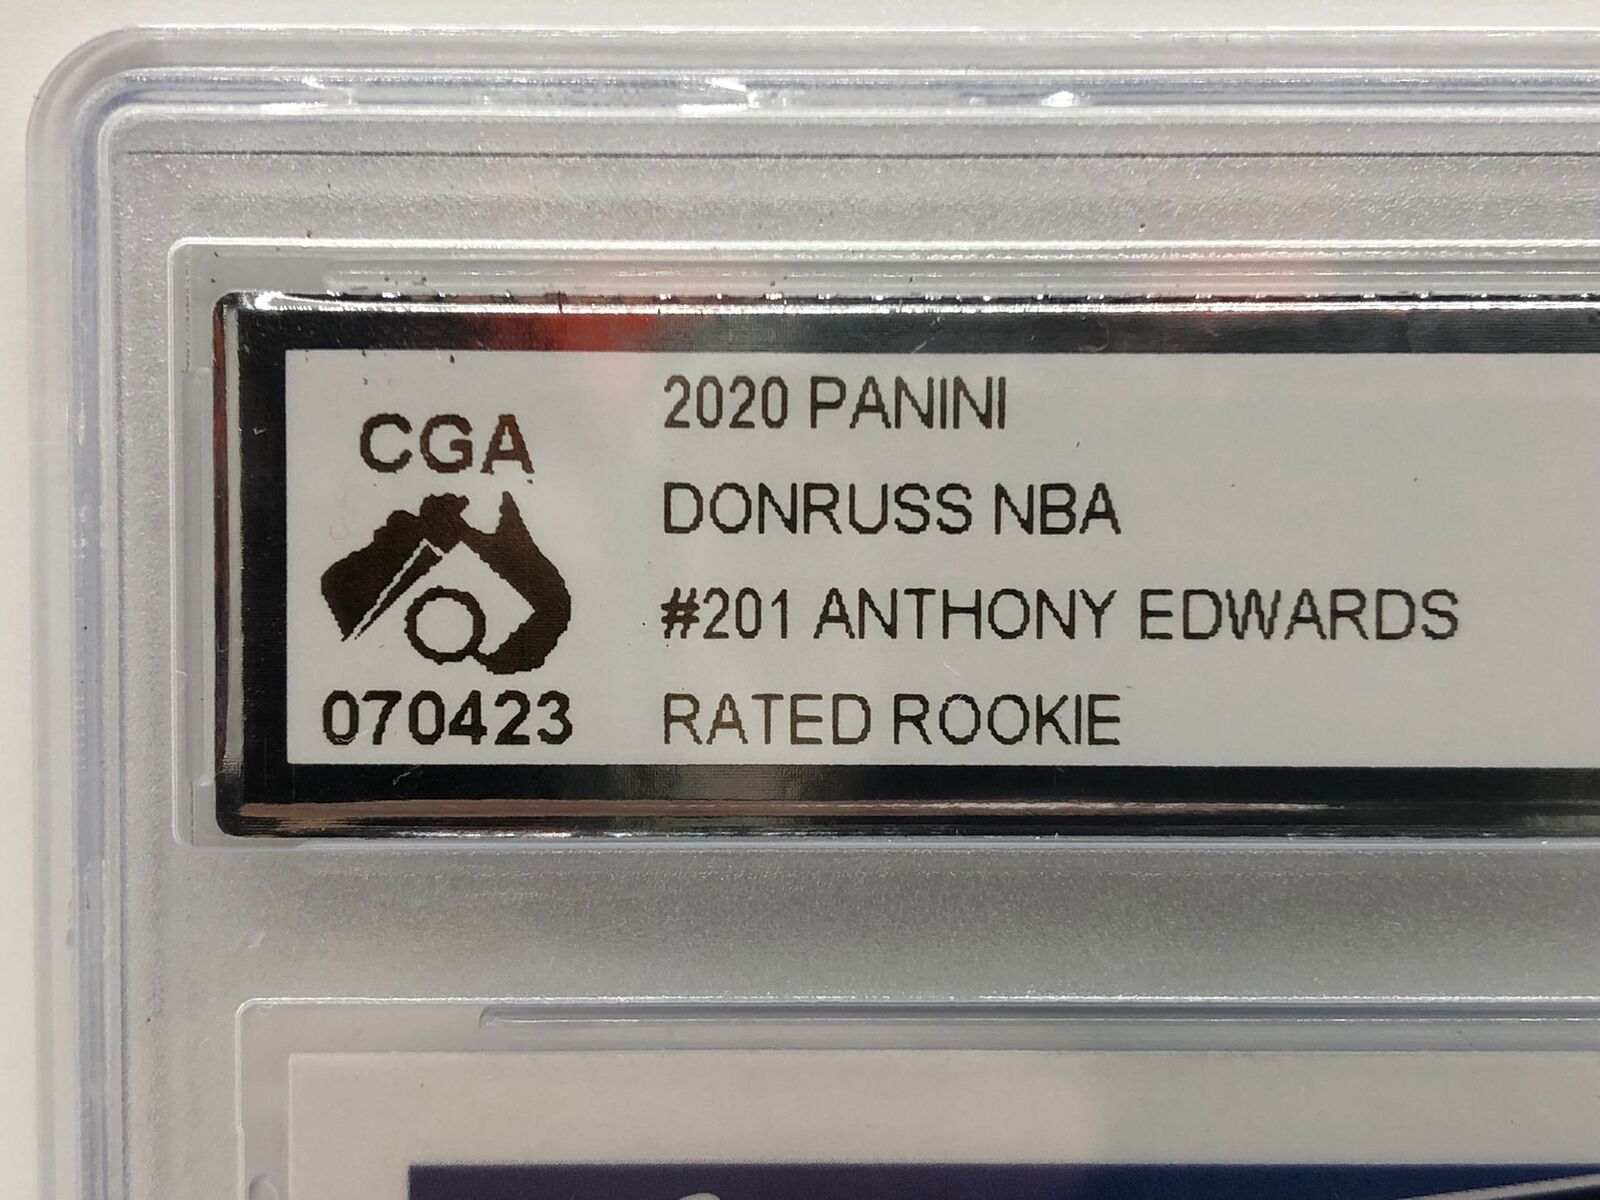 CGA
070423
2020 PANINI
DONRUSS NBA
#201 ANTHONY EDWARDS
RATED ROOKIE